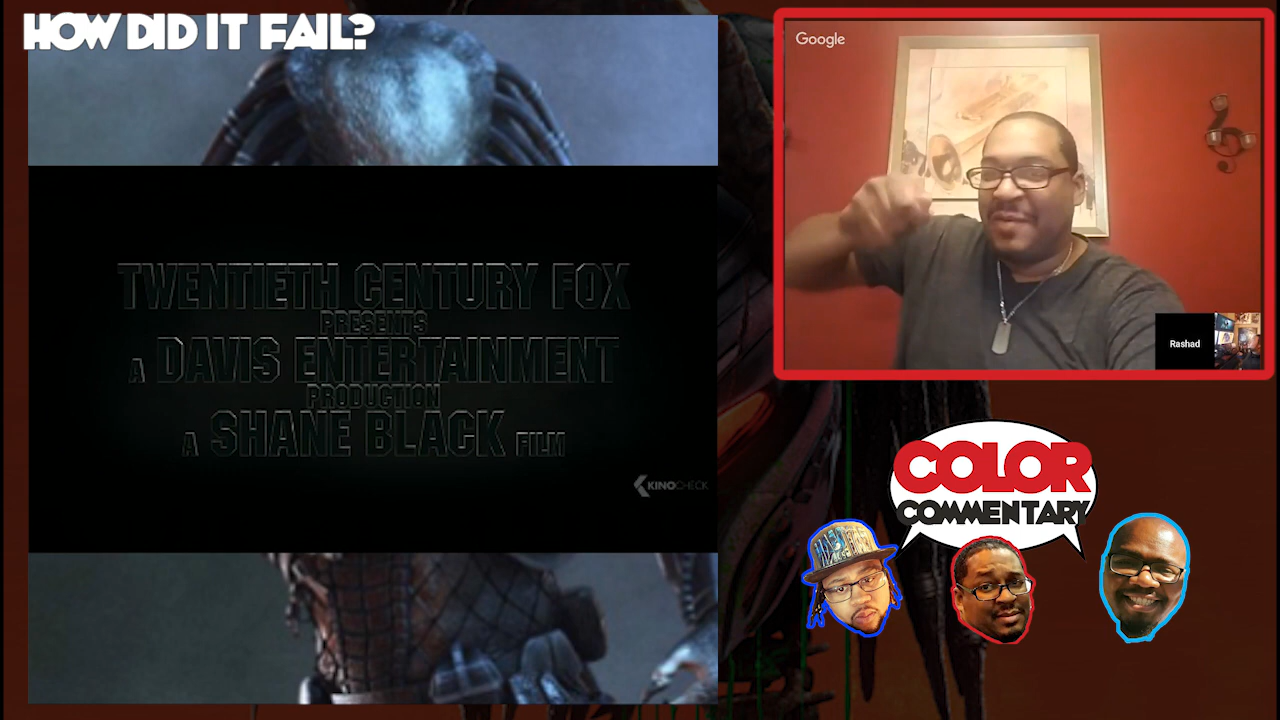 HOW DID IT FAIL?
Google
TWENTIETH CENTURY FOX
PRESENTS
A DAVIS ENTERTAINMENT
PRODUCTION
A SHANE BLACK FILM
KINOCHECK
Rashad
COLOR
COMMENTARY